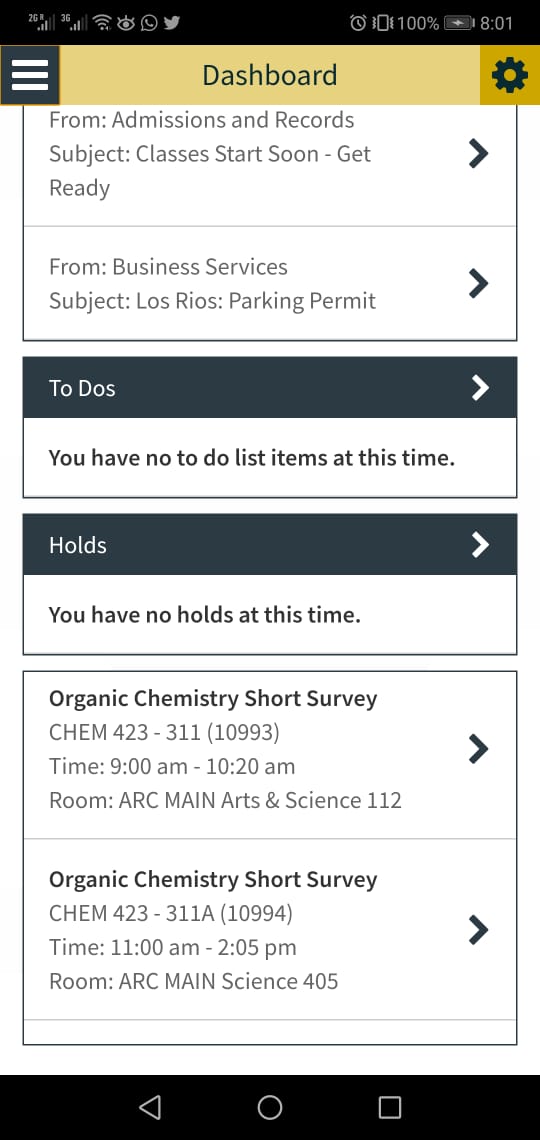 2G R 3G 100% 8:01
Dashboard
From: Admissions and Records
Subject: Classes Start Soon - Get
Ready
From: Business Services
Subject: Los Rios: Parking Permit
To Dos
You have no to do list items at this time.
Holds
You have no holds at this time.
Organic Chemistry Short Survey
CHEM 423 - 311 (10993)
Time: 9:00 am - 10:20 am
Room: ARC MAIN Arts & Science 112
Organic Chemistry Short Survey
CHEM 423 - 311A (10994)
Time: 11:00 am - 2:05 pm
Room: ARC MAIN Science 405